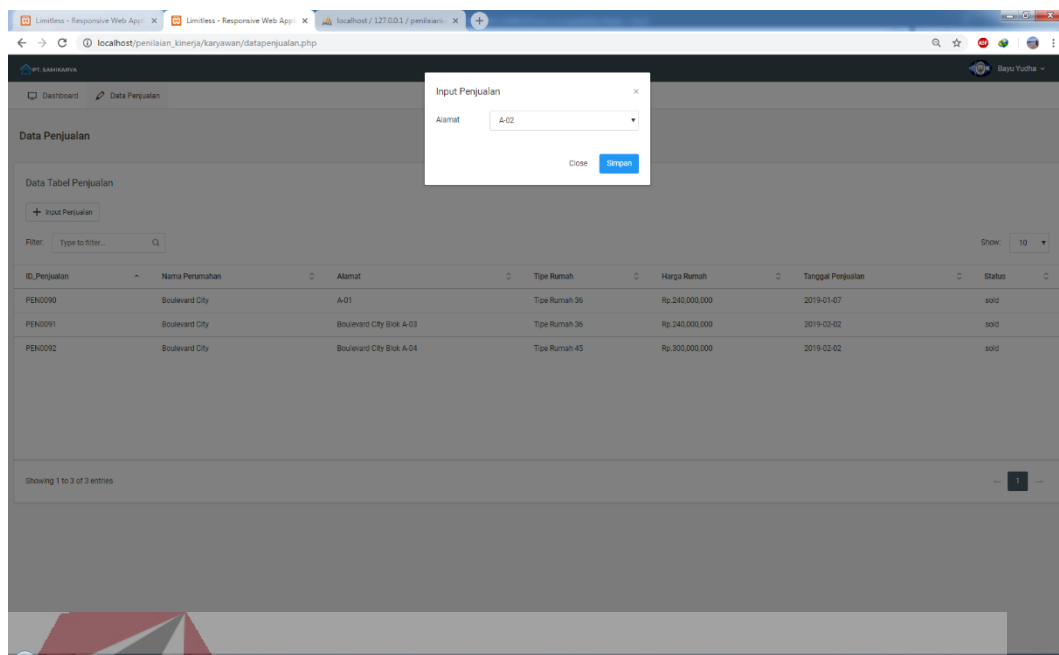 Limitless - Responsive Web Appl
Limitless - Responsive Web Appl
localhost / 127.0.0.1 / penilaiank
localhost/penilaian_kinerja/karyawan/datapenjualan.php
PT. SAMIKARYA
Bayu Yudha
Dashboard
Data Penjualan
Input Penjualan
Alamat
A-02
Close
Simpan
Data Penjualan
Data Tabel Penjualan
Input Penjualan
Filter: Type to filter...
Show: 10
ID_Penjualan Nama Perumahan Alamat Tipe Rumah Harga Rumah Tanggal Penjualan Status
PEN0090 Boulevard City A-01 Tipe Rumah 36 Rp.240,000,000 2019-01-07 sold
PEN0091 Boulevard City Boulevard City Blok A-03 Tipe Rumah 36 Rp.240,000,000 2019-02-02 sold
PEN0092 Boulevard City Boulevard City Blok A-04 Tipe Rumah 45 Rp.300,000,000 2019-02-02 sold
Showing 1 to 3 of 3 entries
1